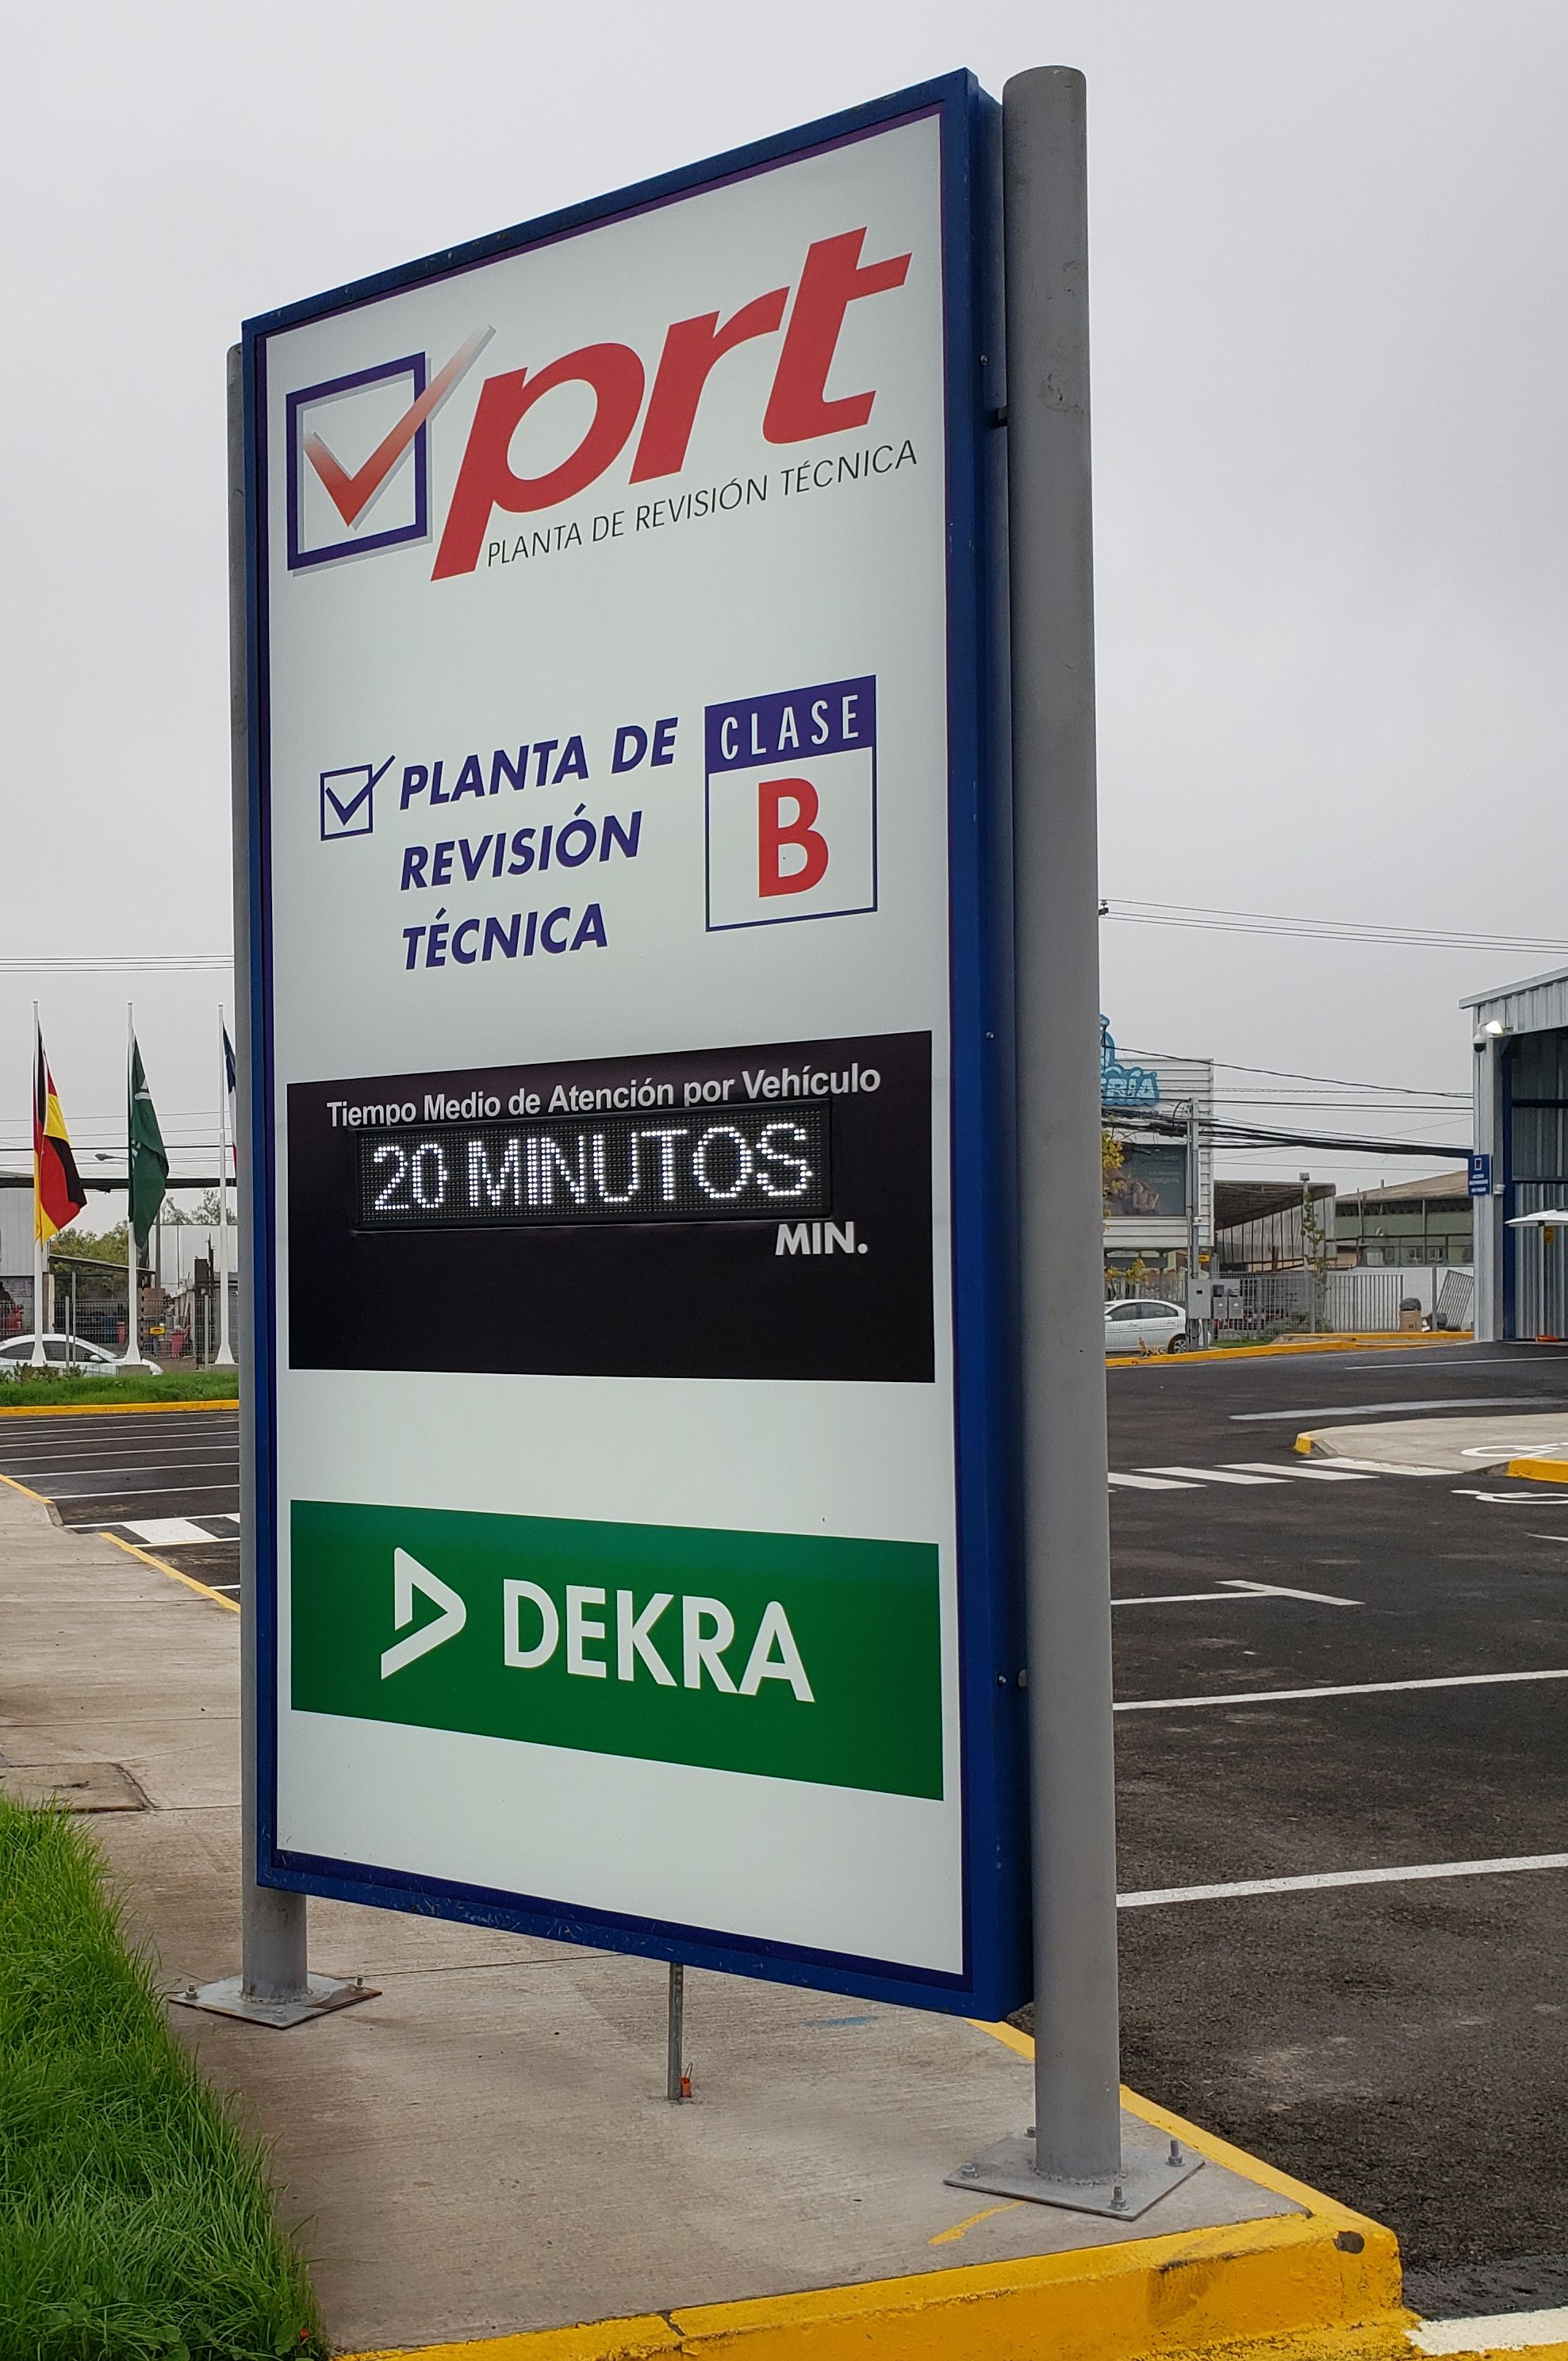 prt
PLANTA DE REVISIÓN TÉCNICA
PLANTA DE
REVISIÓN
TÉCNICA
CLASE
B
Tiempo Medio de Atención por Vehículo
20 MINUTOS
MIN.
DEKRA